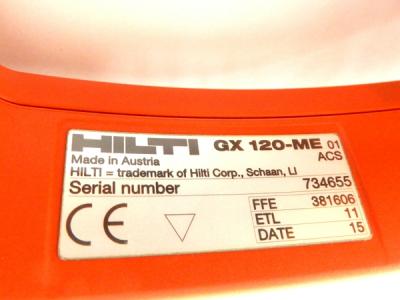 HILTI GX 120-ME 01
ACS
Made in Austria
HILTI = trademark of Hilti Corp., Schaan, LI
Serial number 734655
CE
FFE 381606
ETL 11
DATE 15